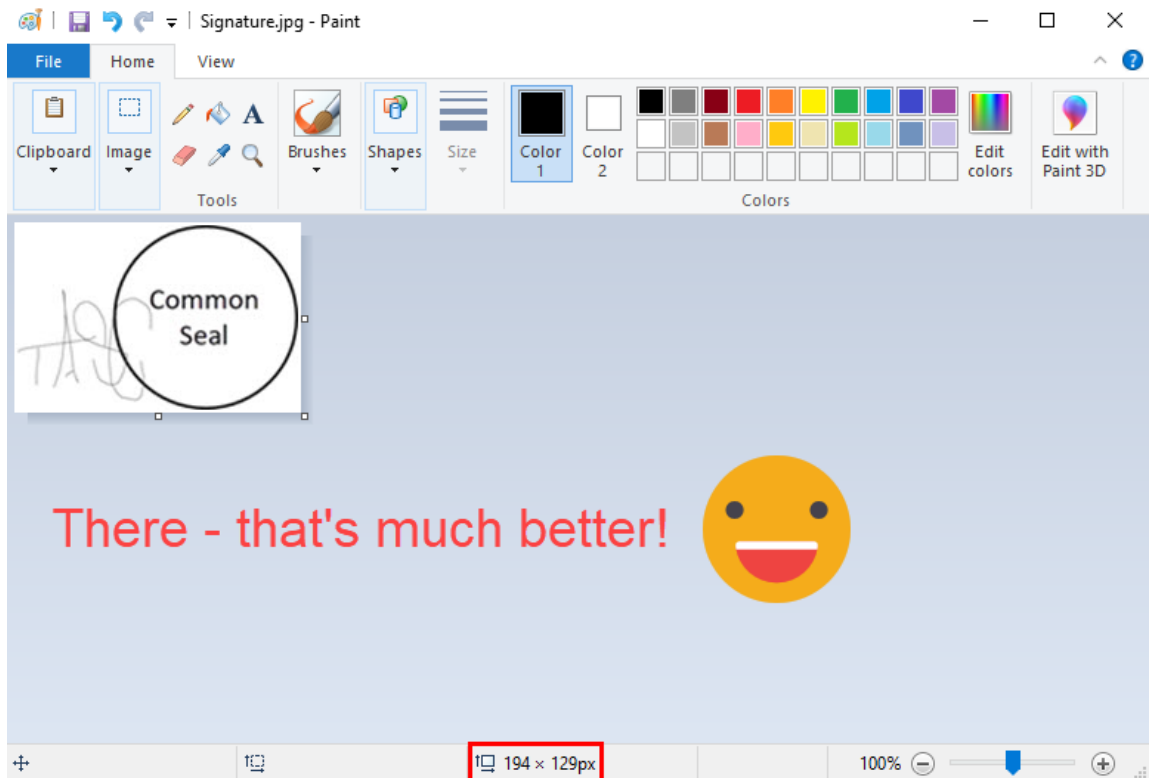 Signature.jpg - Paint
File Home View
Clipboard Image A Brushes Shapes Size Color 1 Color 2 Edit colors Edit with Paint 3D
Tools Colors
Common
Seal
There - that's much better!
194 × 129px 100%